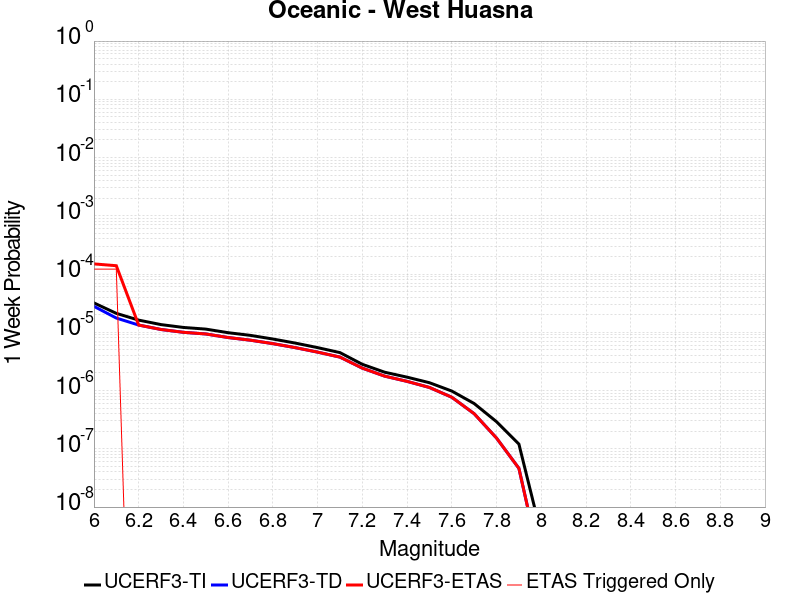 Oceanic - West Huasna
10^0
10^-1
10^-2
10^-3
10^-4
10^-5
10^-6
10^-7
10^-8
1 Week Probability
6 6.2 6.4 6.6 6.8 7 7.2 7.4 7.6 7.8 8 8.2 8.4 8.6 8.8 9
Magnitude
UCERF3-TI UCERF3-TD UCERF3-ETAS ETAS Triggered Only